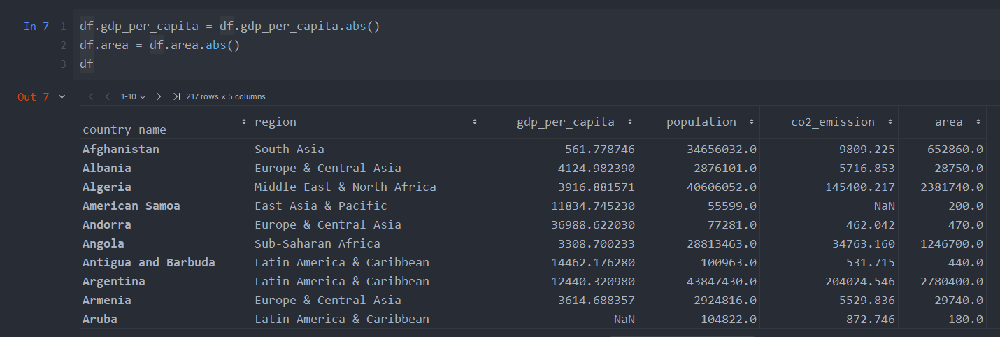 In 7 1 df.gdp_per_capita = df.gdp_per_capita.abs()
2 df.area = df.area.abs()
3 df
Out 7 1-10 217 rows × 5 columns
country_name region gdp_per_capita population co2_emission area
Afghanistan South Asia 561.778746 34656032.0 9809.225 652860.0
Albania Europe & Central Asia 4124.982390 2876101.0 5716.853 28750.0
Algeria Middle East & North Africa 3916.881571 40606052.0 145400.217 2381740.0
American Samoa East Asia & Pacific 11834.745230 55599.0 NaN 200.0
Andorra Europe & Central Asia 36988.622030 77281.0 462.042 470.0
Angola Sub-Saharan Africa 3308.700233 28813463.0 34763.160 1246700.0
Antigua and Barbuda Latin America & Caribbean 14462.176280 100963.0 531.715 440.0
Argentina Latin America & Caribbean 12440.320980 43847430.0 204024.546 2780400.0
Armenia Europe & Central Asia 3614.688357 2924816.0 5529.836 29740.0
Aruba Latin America & Caribbean NaN 104822.0 872.746 180.0